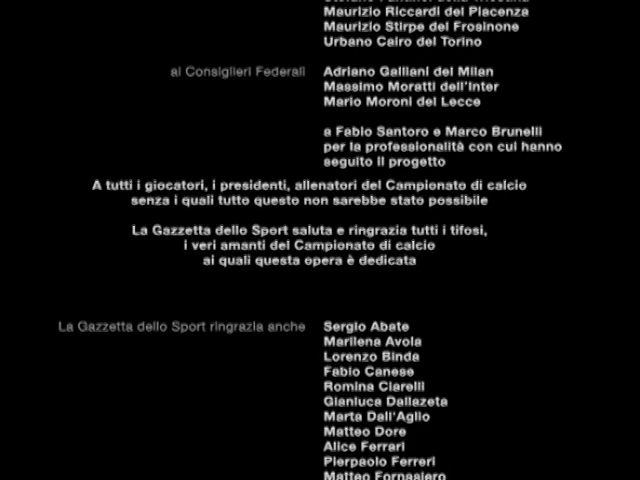 della Triestina
Maurizio Riccardi del Piacenza
Maurizio Stirpe del Frosinone
Urbano Cairo del Torino
ai Consiglieri Federali Adriano Galliani del Milan
Massimo Moratti dell'Inter
Mario Moroni del Lecce
a Fabio Santoro e Marco Brunelli
per la professionalità con cui hanno
seguito il progetto
A tutti i giocatori, i presidenti, allenatori del Campionato di calcio
senza i quali tutto questo non sarebbe stato possibile
La Gazzetta dello Sport saluta e ringrazia tutti i tifosi,
i veri amanti del Campionato di calcio
ai quali questa opera è dedicata
La Gazzetta dello Sport ringrazia anche Sergio Abate
Marilena Avola
Lorenzo Binda
Fabio Canese
Romina Ciarelli
Gianluca Dallazeta
Marta Dall'Aglio
Matteo Dore
Alice Ferrari
Pierpaolo Ferreri
Matteo Fornasiero